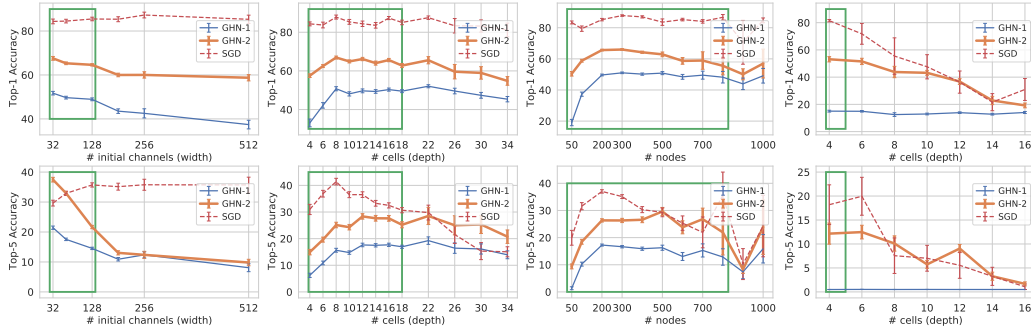 Top-1 Accuracy
80
60
40
32
128
256
512
# initial channels (width)
GHN-1
GHN-2
SGD
Top-1 Accuracy
80
60
40
4 6 8 10 12 14 16 18 22 26 30 34
# cells (depth)
GHN-1
GHN-2
SGD
Top-1 Accuracy
80
60
40
20
50 200 300 500 700 1000
# nodes
GHN-1
GHN-2
SGD
Top-1 Accuracy
80
60
40
20
0
4 6 8 10 12 14 16
# cells (depth)
GHN-1
GHN-2
SGD
Top-5 Accuracy
40
30
20
10
0
32 128 256 512
# initial channels (width)
GHN-1
GHN-2
SGD
Top-5 Accuracy
40
30
20
10
0
4 6 8 10 12 14 16 18 22 26 30 34
# cells (depth)
GHN-1
GHN-2
SGD
Top-5 Accuracy
40
30
20
10
0
50 200 300 500 700 1000
# nodes
GHN-1
GHN-2
SGD
Top-5 Accuracy
25
20
15
10
5
0
4 6 8 10 12 14 16
# cells (depth)
GHN-1
GHN-2
SGD